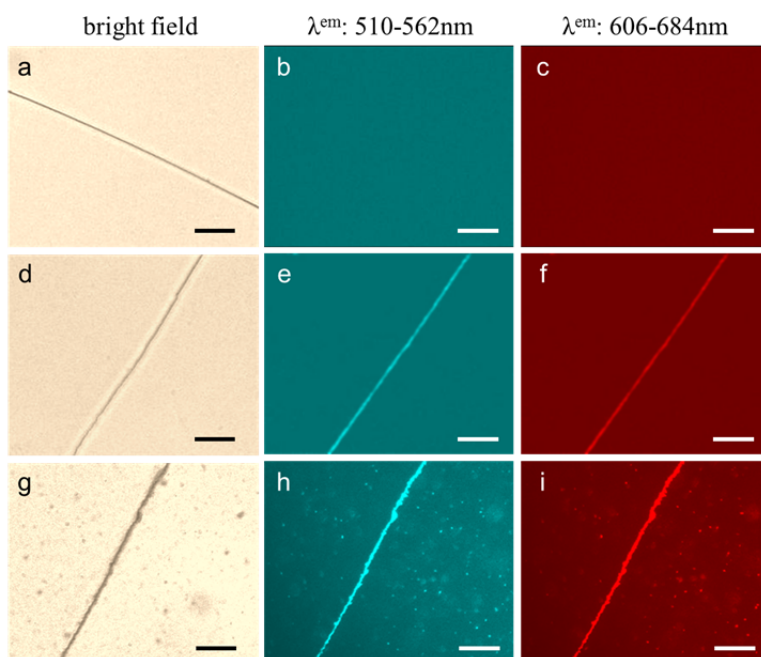 bright field λᵉᵐ: 510-562nm λᵉᵐ: 606-684nm
a b c
d e f
g h i